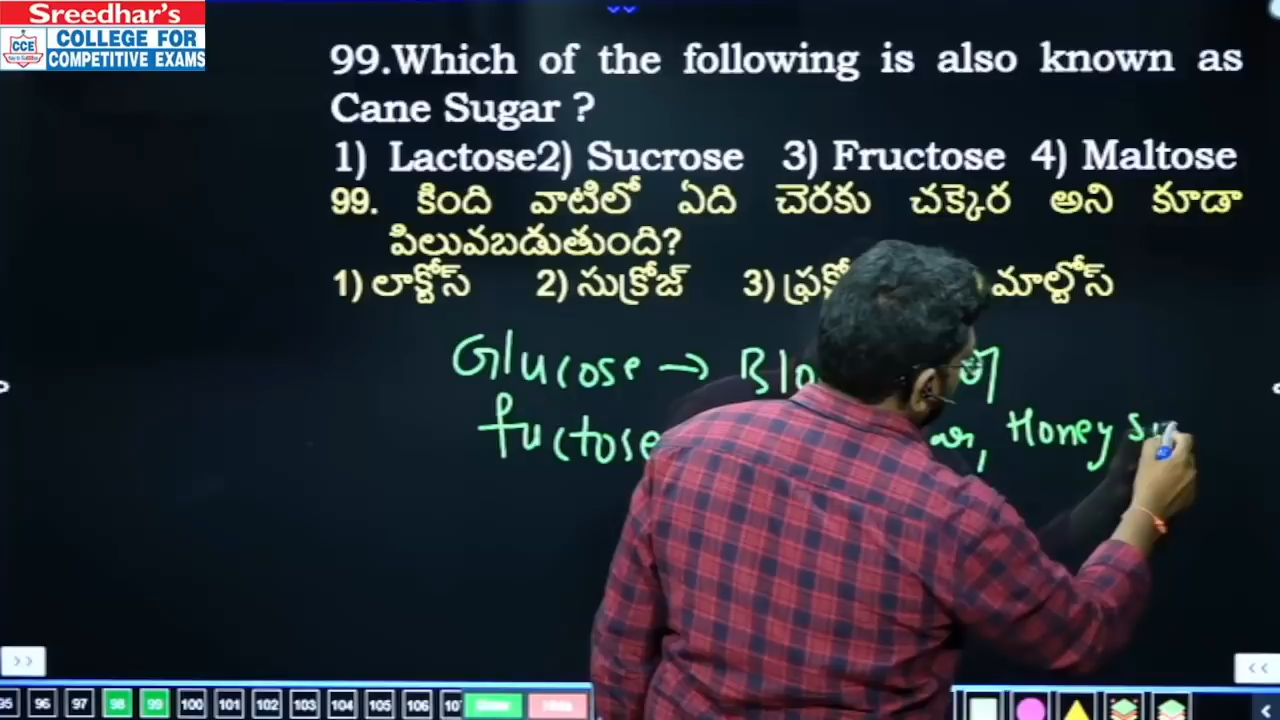 Sreedhar's
CCE
COLLEGE FOR
COMPETITIVE EXAMS
99.Which of the following is also known as
Cane Sugar ?
1) Lactose2) Sucrose 3) Fructose 4) Maltose
99. కింది వాటిలో ఏది చెరకు చక్కెర అని కూడా
పిలువబడుతుంది?
1) లాక్టోస్ 2) సుక్రోజ్ 3) మాల్టోస్
Glucose →
fuctose Honey
>> <<
95 96 97 98 99 100 101 102 103 104 105 106